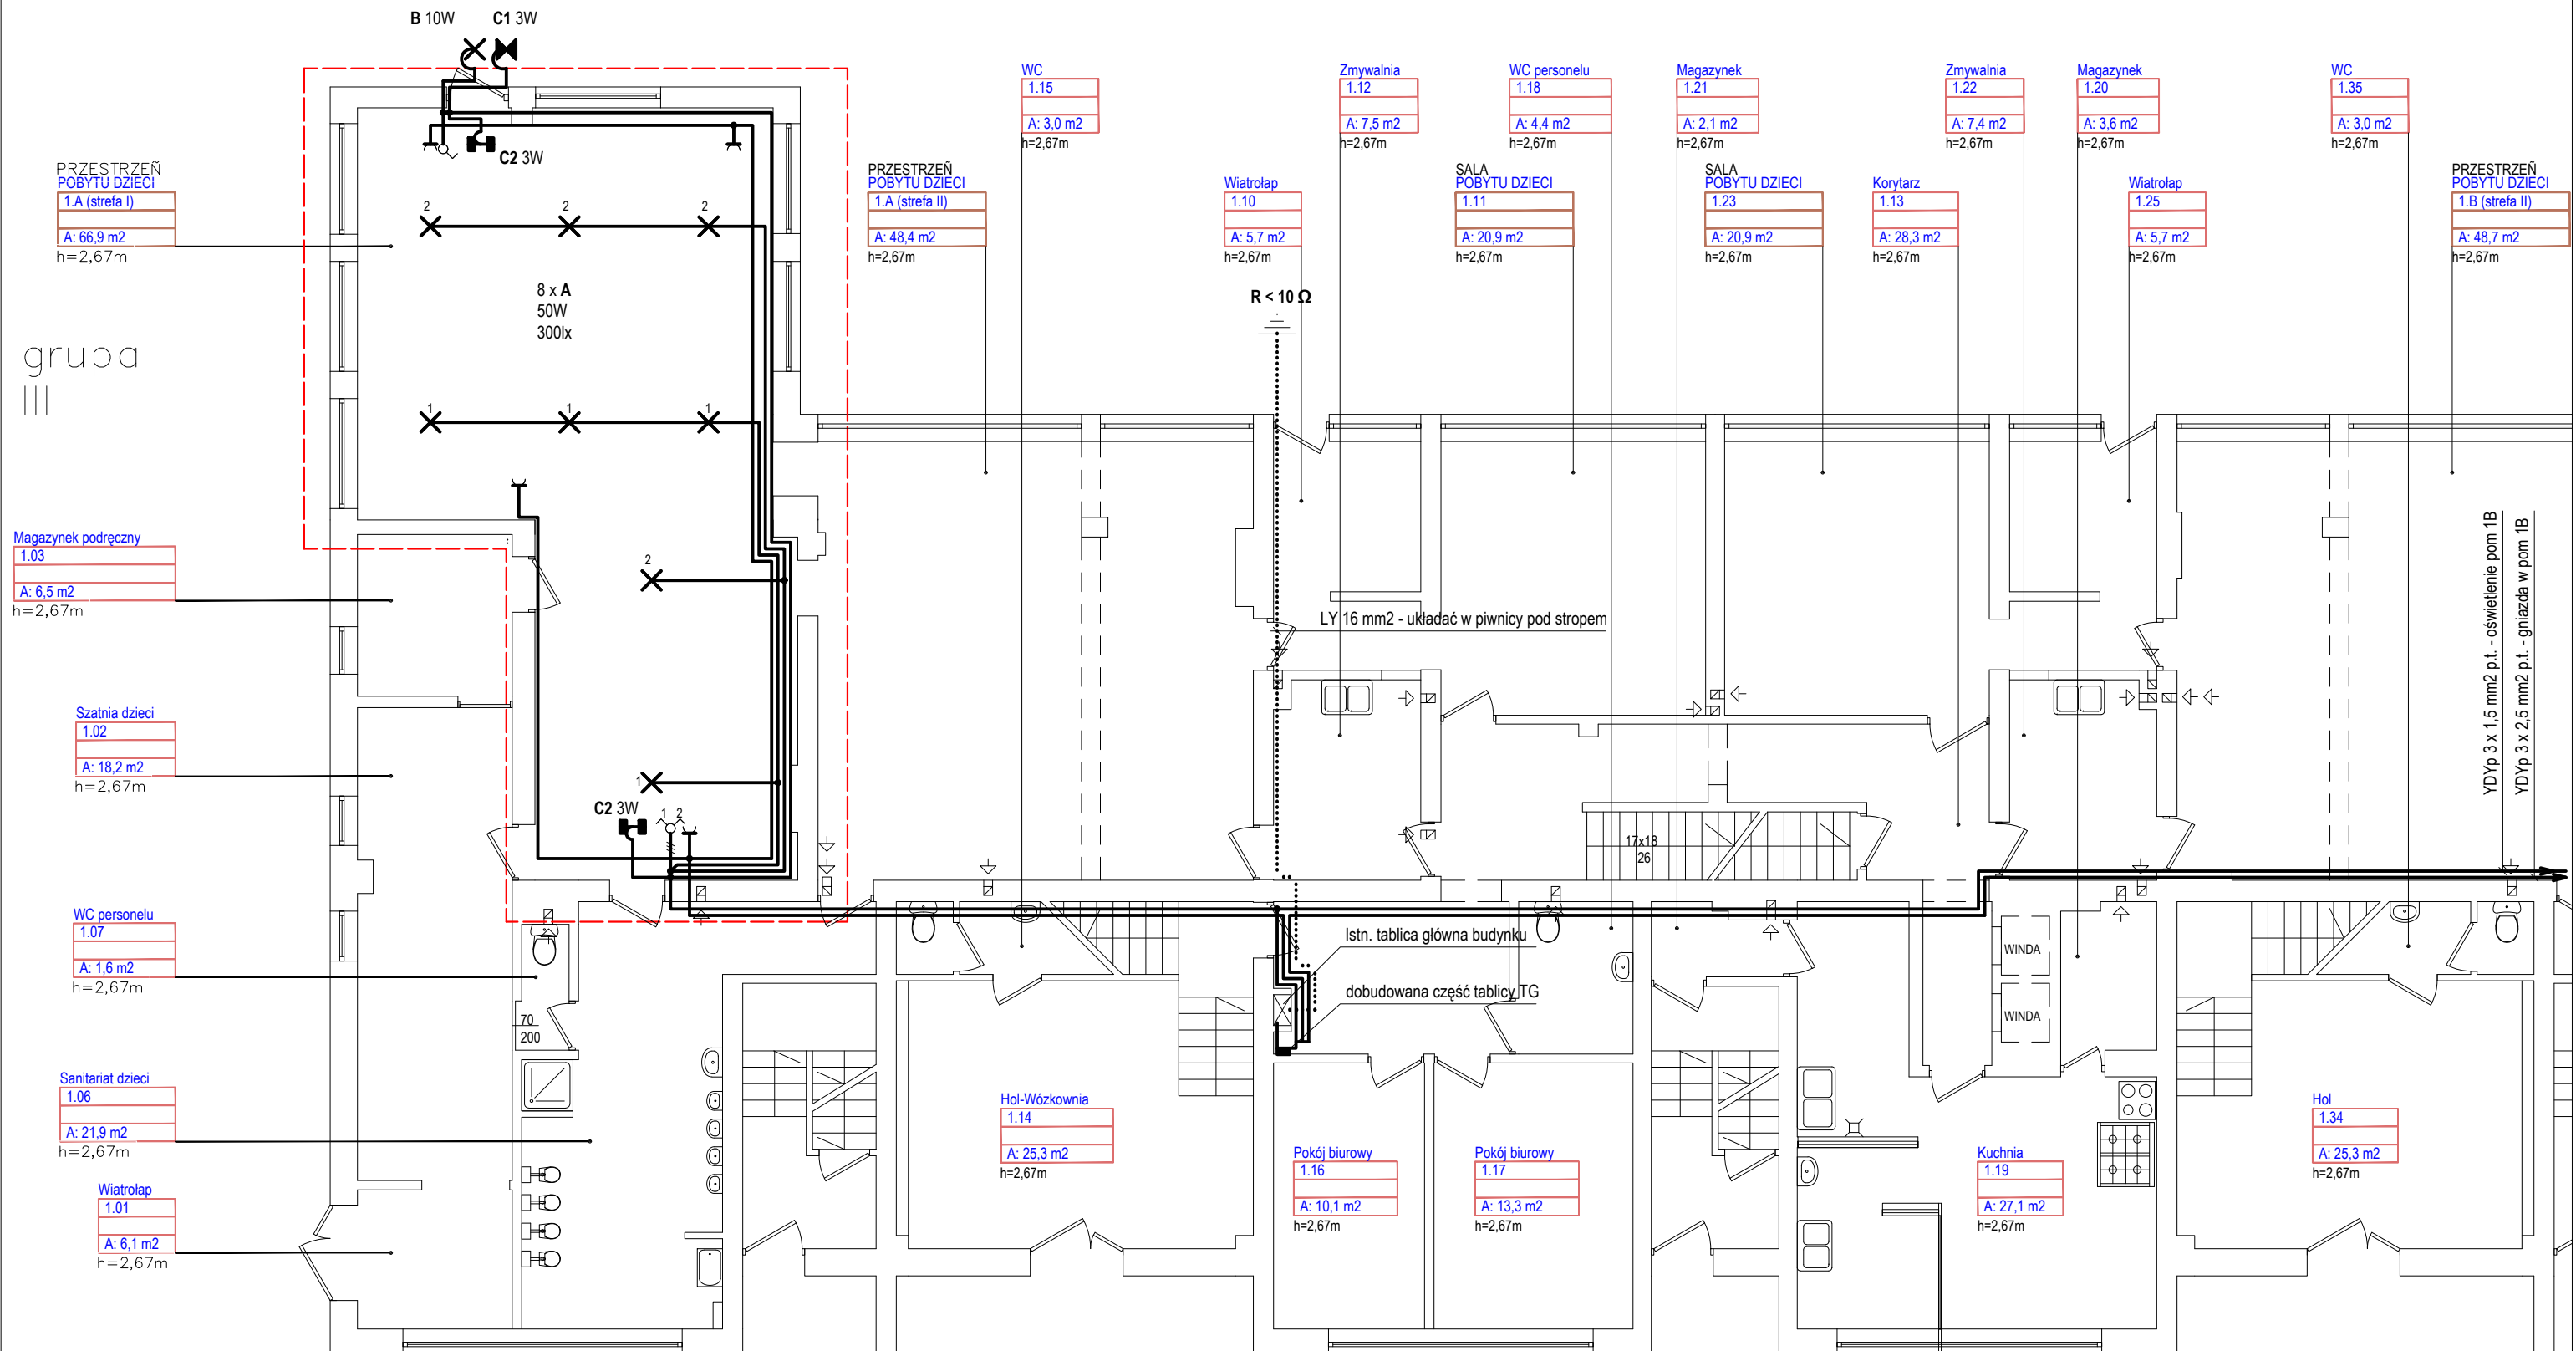 B 10W
C1 3W
C2 3W
PRZESTRZEÑ
POBYTU DZIECI
1.A (strefa I)
A: 66,9 m2
h=2,67m
2
2
2
8 x A
50W
300lx
grupa
III
1
1
1
2
1
C2 3W
1 2
Magazynek podręczny
1.03
A: 6,5 m2
h=2,67m
Szatnia dzieci
1.02
A: 18,2 m2
h=2,67m
WC personelu
1.07
A: 1,6 m2
h=2,67m
70
200
Sanitariat dzieci
1.06
A: 21,9 m2
h=2,67m
Wiatrołap
1.01
A: 6,1 m2
h=2,67m
PRZESTRZEÑ
POBYTU DZIECI
1.A (strefa II)
A: 48,4 m2
h=2,67m
WC
1.15
A: 3,0 m2
h=2,67m
Wiatrołap
1.10
A: 5,7 m2
h=2,67m
R < 10 Ω
Zmywalnia
1.12
A: 7,5 m2
h=2,67m
SALA
POBYTU DZIECI
1.11
A: 20,9 m2
h=2,67m
WC personelu
1.18
A: 4,4 m2
h=2,67m
Magazynek
1.21
A: 2,1 m2
h=2,67m
SALA
POBYTU DZIECI
1.23
A: 20,9 m2
h=2,67m
Korytarz
1.13
A: 28,3 m2
h=2,67m
Zmywalnia
1.22
A: 7,4 m2
h=2,67m
Magazynek
1.20
A: 3,6 m2
h=2,67m
Wiatrołap
1.25
A: 5,7 m2
h=2,67m
WC
1.35
A: 3,0 m2
h=2,67m
PRZESTRZEÑ
POBYTU DZIECI
1.B (strefa II)
A: 48,7 m2
h=2,67m
LY 16 mm2 - układać w piwnicy pod stropem
YDYp 3 x 1,5 mm2 p.t. - oświetlenie pom 1B
YDYp 3 x 2,5 mm2 p.t. - gniazda w pom 1B
17x18
26
Istn. tablica główna budynku
dobudowana część tablicy TG
WINDA
WINDA
Hol-Wózkownia
1.14
A: 25,3 m2
h=2,67m
Pokój biurowy
1.16
A: 10,1 m2
h=2,67m
Pokój biurowy
1.17
A: 13,3 m2
h=2,67m
Kuchnia
1.19
A: 27,1 m2
h=2,67m
Hol
1.34
A: 25,3 m2
h=2,67m